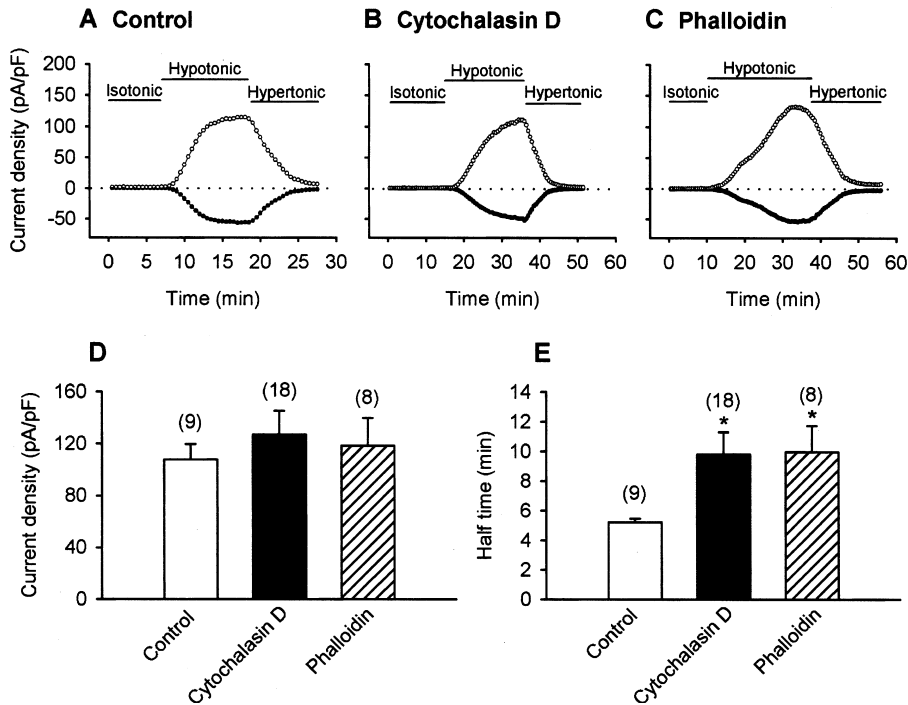 A Control
B Cytochalasin D
C Phalloidin
Current density (pA/pF)
200
150
100
50
0
-50
Isotonic
Hypotonic
Hypertonic
0 5 10 15 20 25 30
Time (min)
Isotonic
Hypotonic
Hypertonic
0 10 20 30 40 50 60
Time (min)
Isotonic
Hypotonic
Hypertonic
0 10 20 30 40 50 60
Time (min)
D
Current density (pA/pF)
160
120
80
40
0
(9)
(18)
(8)
Control
Cytochalasin D
Phalloidin
E
Half time (min)
14
12
10
8
6
4
2
0
(9)
(18)
*
(8)
*
Control
Cytochalasin D
Phalloidin